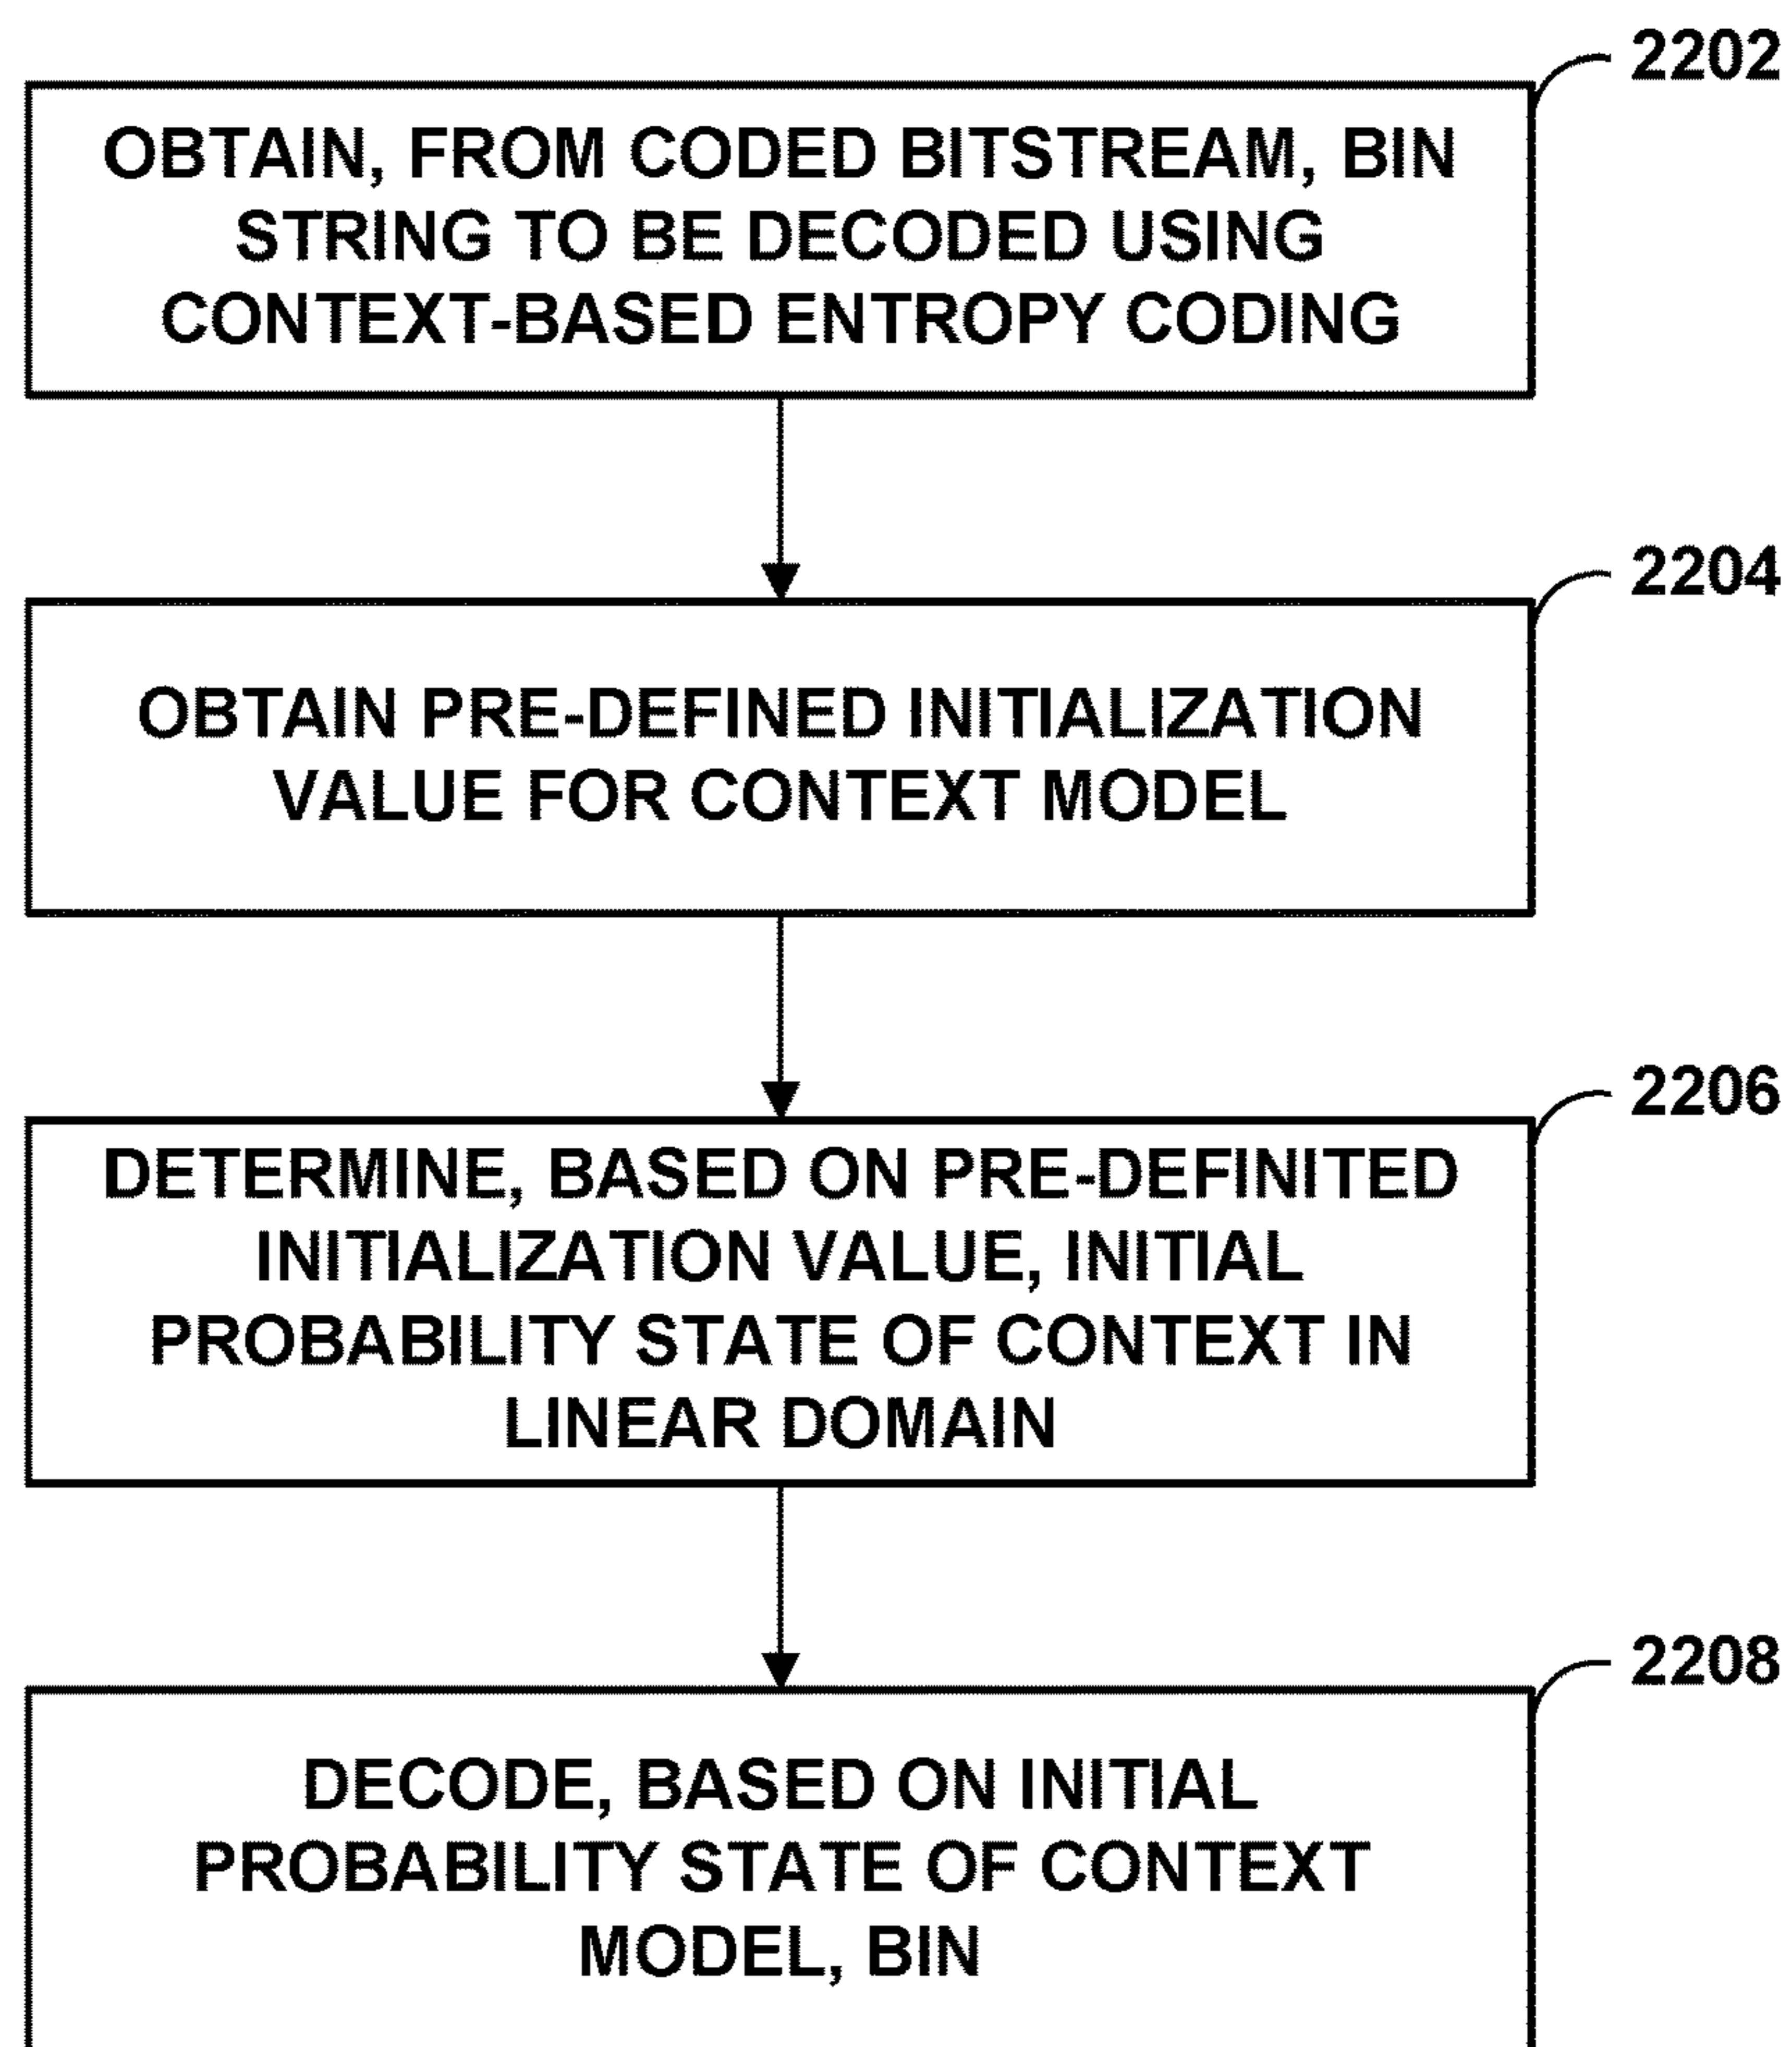 2202
OBTAIN, FROM CODED BITSTREAM, BIN
STRING TO BE DECODED USING
CONTEXT-BASED ENTROPY CODING
2204
OBTAIN PRE-DEFINED INITIALIZATION
VALUE FOR CONTEXT MODEL
2206
DETERMINE, BASED ON PRE-DEFINITED
INITIALIZATION VALUE, INITIAL
PROBABILITY STATE OF CONTEXT IN
LINEAR DOMAIN
2208
DECODE, BASED ON INITIAL
PROBABILITY STATE OF CONTEXT
MODEL, BIN